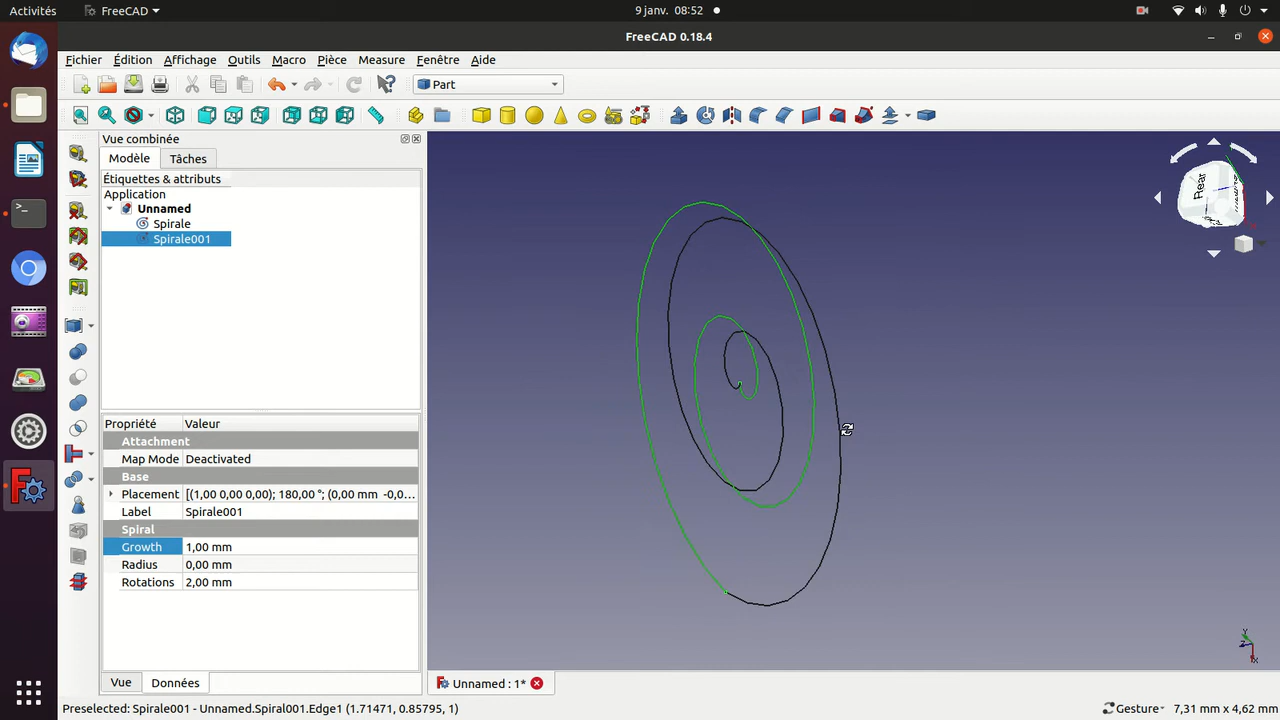 Activités FreeCAD 9 janv. 08:52
FreeCAD 0.18.4
Fichier Édition Affichage Outils Macro Pièce Mesure Fenêtre Aide
Part
Vue combinée
Modèle Tâches
Étiquettes & attributs
Application
Unnamed
Spirale
Spirale001
Rear
Propriété Valeur
Attachment
Map Mode Deactivated
Base
Placement [(1,00 0,00 0,00); 180,00 °; (0,00 mm -0,0...
Label Spirale001
Spiral
Growth 1,00 mm
Radius 0,00 mm
Rotations 2,00 mm
Y
Z
X
Vue Données
Unnamed : 1*
Preselected: Spirale001 - Unnamed.Spiral001.Edge1 (1.71471, 0.85795, 1)
Gesture 7,31 mm x 4,62 mm